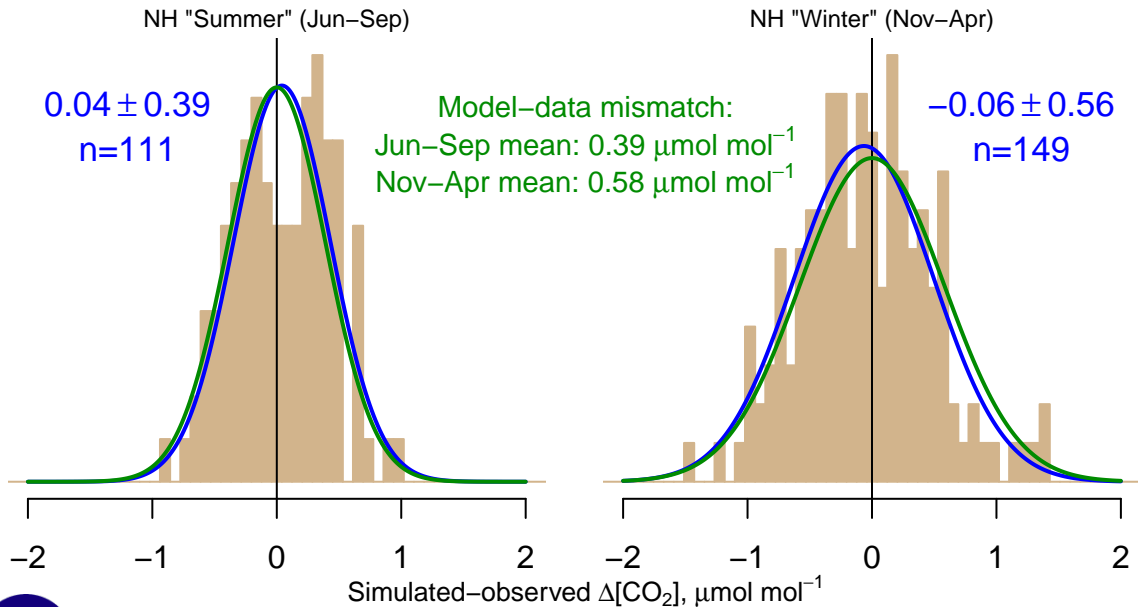 NH "Summer" (Jun−Sep)
NH "Winter" (Nov−Apr)
0.04 ± 0.39
n=111
Model−data mismatch:
Jun−Sep mean: 0.39 μmol mol⁻¹
Nov−Apr mean: 0.58 μmol mol⁻¹
−0.06 ± 0.56
n=149
−2 −1 0 1 2
−2 −1 0 1 2
Simulated−observed Δ[CO₂], μmol mol⁻¹